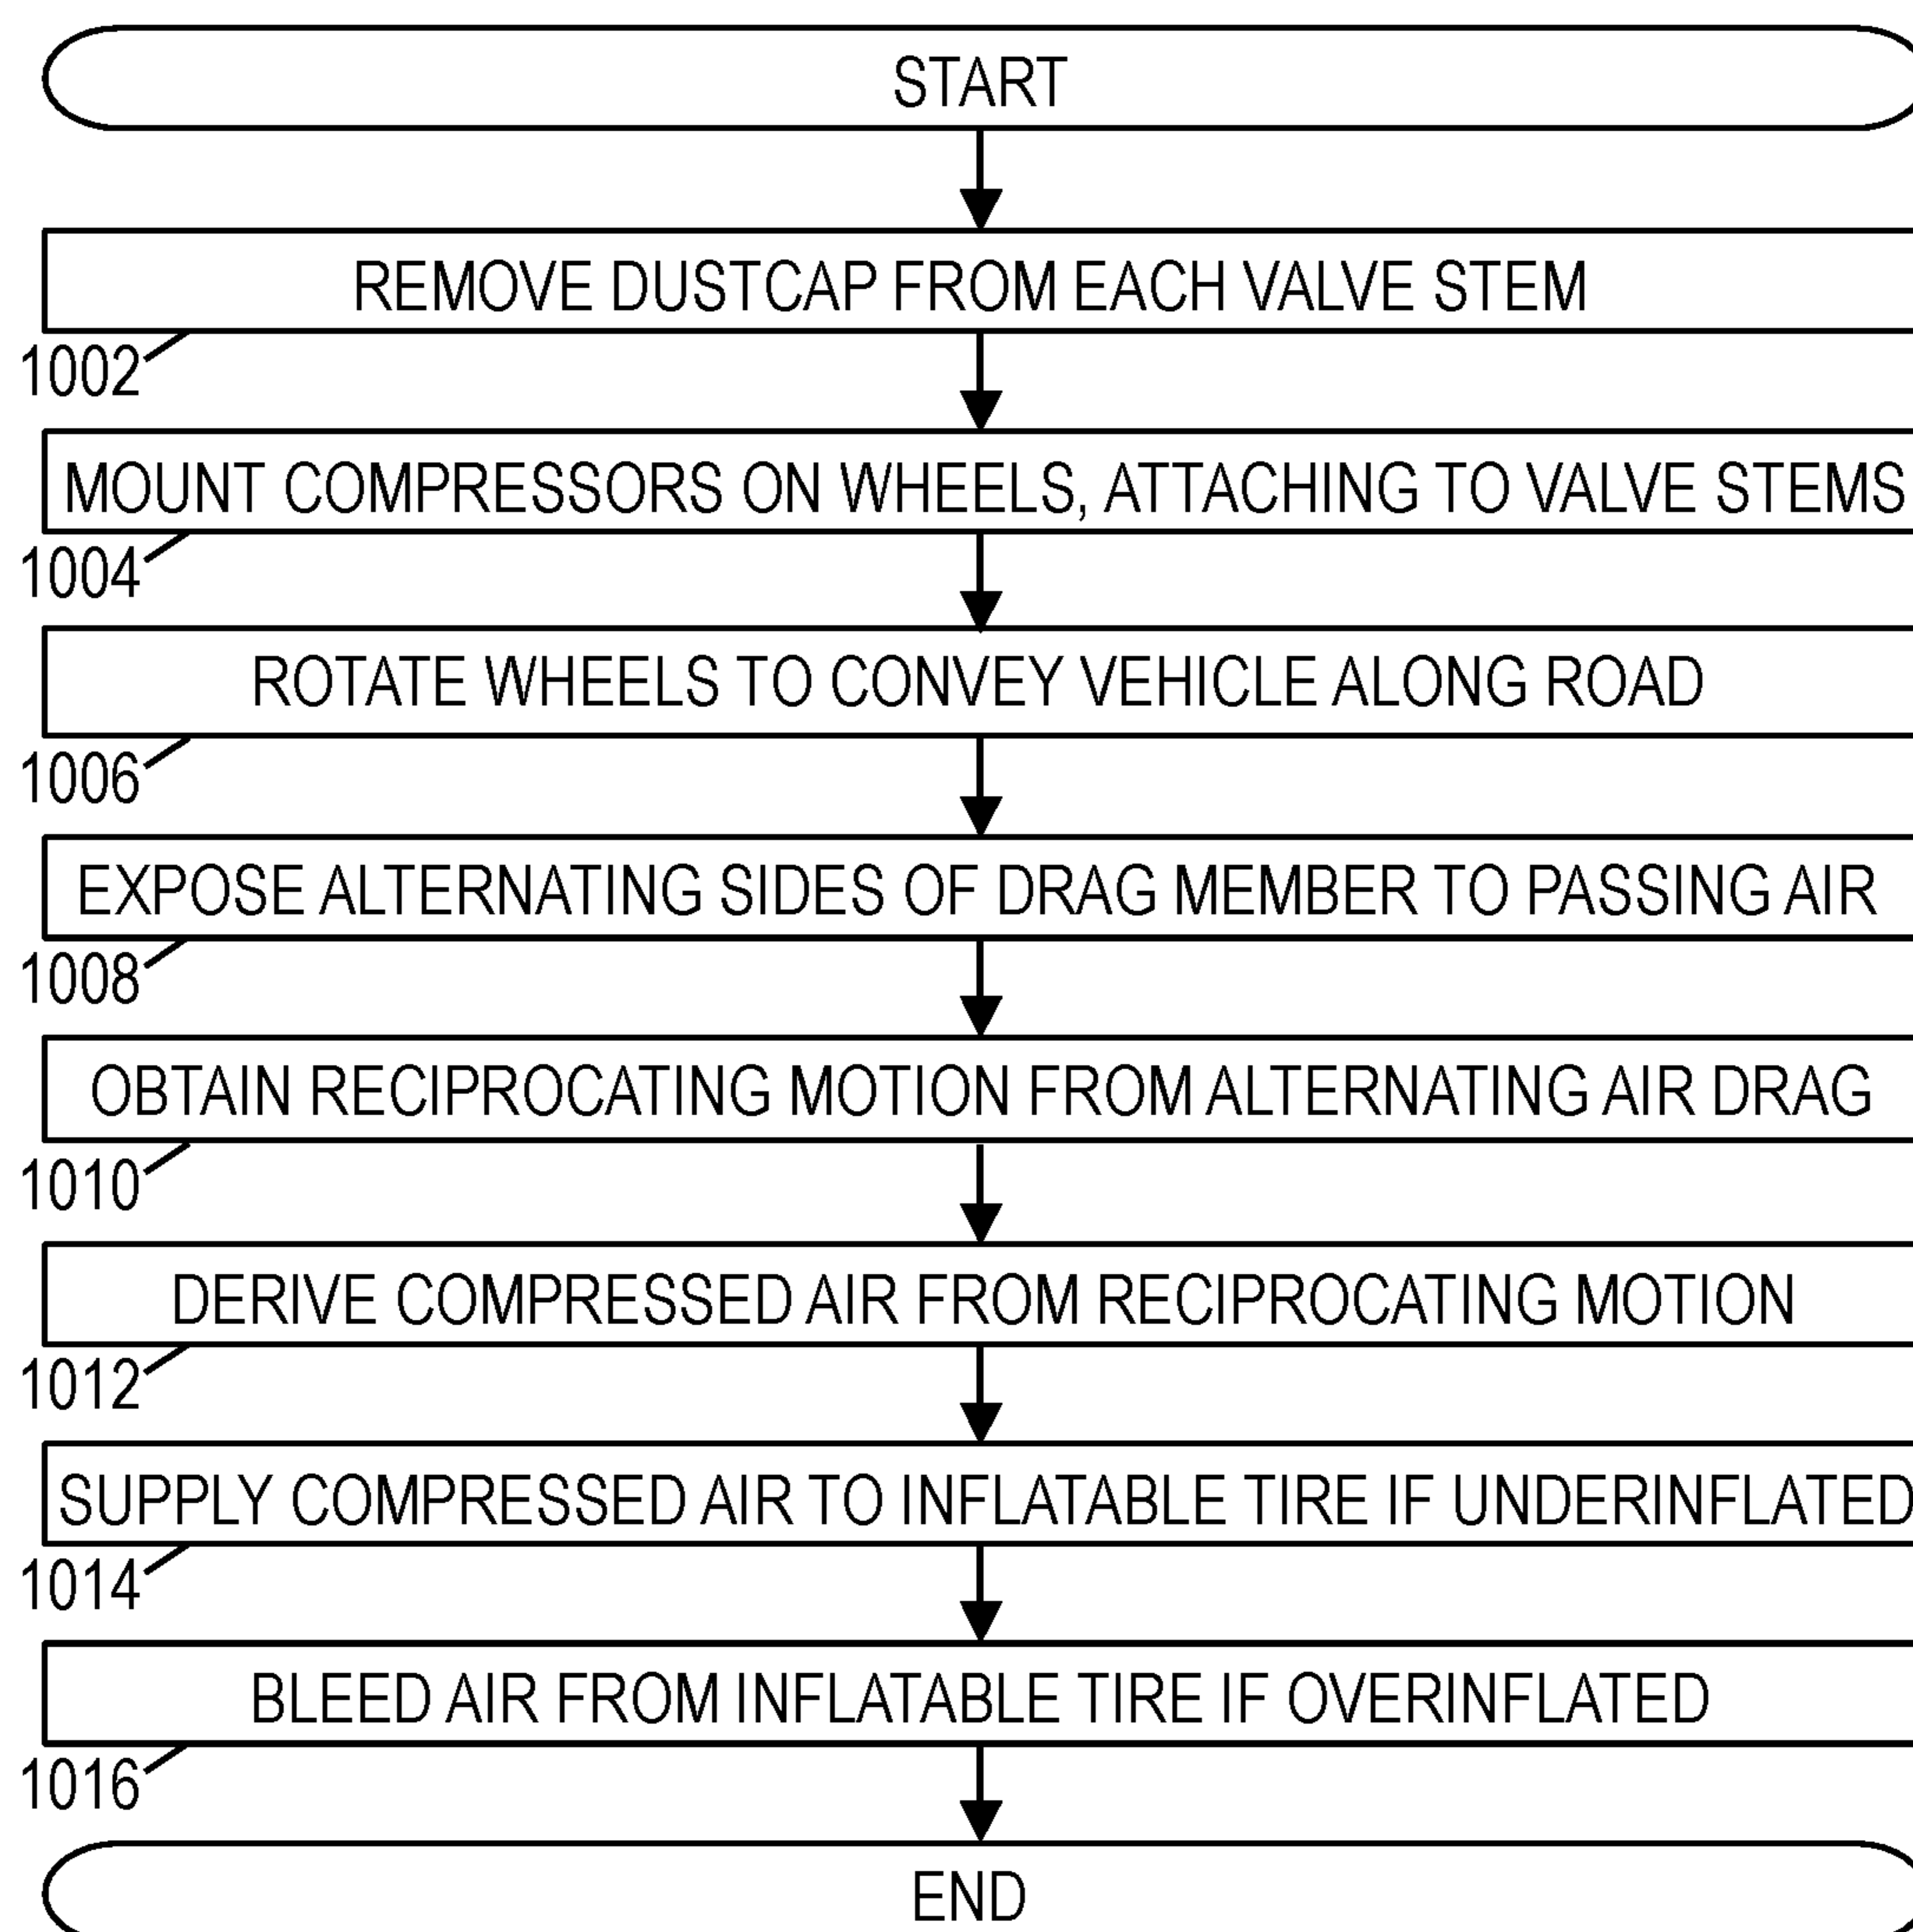 START
REMOVE DUSTCAP FROM EACH VALVE STEM
1002
MOUNT COMPRESSORS ON WHEELS, ATTACHING TO VALVE STEMS
1004
ROTATE WHEELS TO CONVEY VEHICLE ALONG ROAD
1006
EXPOSE ALTERNATING SIDES OF DRAG MEMBER TO PASSING AIR
1008
OBTAIN RECIPROCATING MOTION FROM ALTERNATING AIR DRAG
1010
DERIVE COMPRESSED AIR FROM RECIPROCATING MOTION
1012
SUPPLY COMPRESSED AIR TO INFLATABLE TIRE IF UNDERINFLATED
1014
BLEED AIR FROM INFLATABLE TIRE IF OVERINFLATED
1016
END